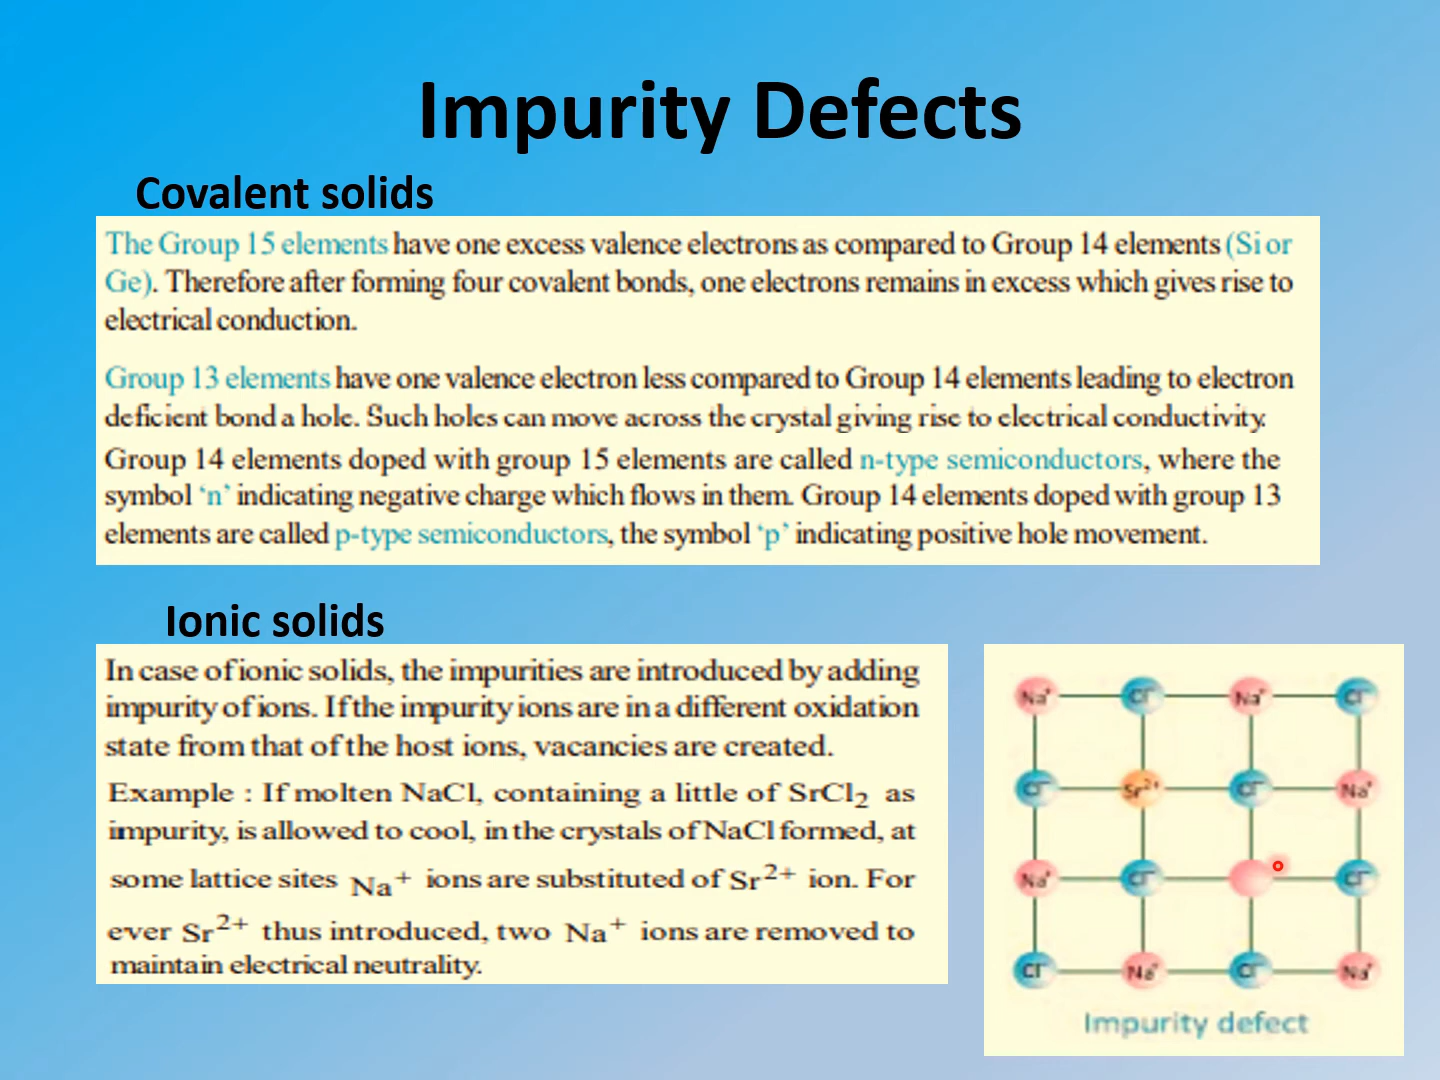 Impurity Defects
Covalent solids
The Group 15 elements have one excess valence electrons as compared to Group 14 elements (Si or
Ge). Therefore after forming four covalent bonds, one electrons remains in excess which gives rise to
electrical conduction.
Group 13 elements have one valence electron less compared to Group 14 elements leading to electron
deficient bond a hole. Such holes can move across the crystal giving rise to electrical conductivity.
Group 14 elements doped with group 15 elements are called n-type semiconductors, where the
symbol ‘n’ indicating negative charge which flows in them. Group 14 elements doped with group 13
elements are called p-type semiconductors, the symbol ‘p’ indicating positive hole movement.
Ionic solids
In case of ionic solids, the impurities are introduced by adding
impurity of ions. If the impurity ions are in a different oxidation
state from that of the host ions, vacancies are created.
Example : If molten NaCl, containing a little of SrCl₂ as
impurity, is allowed to cool, in the crystals of NaCl formed, at
some lattice sites Na⁺ ions are substituted of Sr²⁺ ion. For
ever Sr²⁺ thus introduced, two Na⁺ ions are removed to
maintain electrical neutrality.
Na⁺ Cl⁻ Na⁺ Cl⁻
Cl⁻ Sr²⁺ Cl⁻ Na⁺
Na⁺ Cl⁻ Cl⁻
Cl⁻ Na⁺ Cl⁻ Na⁺
Impurity defect